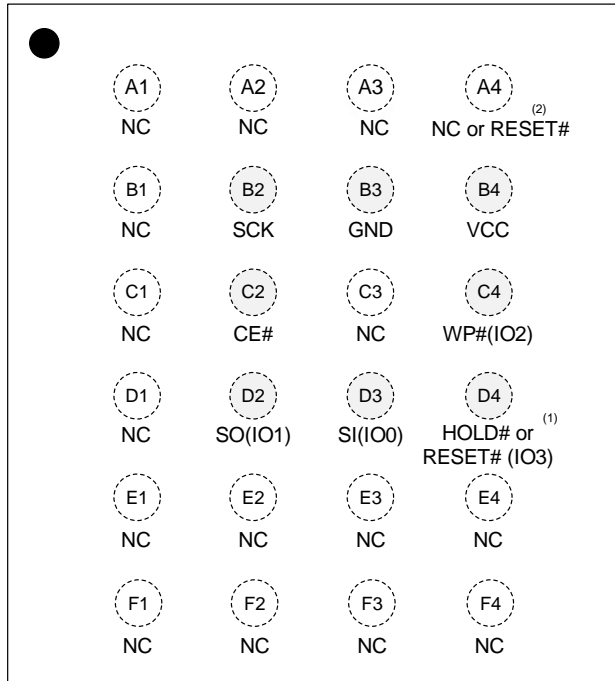 A1 A2 A3 A4
NC NC NC NC or RESET# (2)
B1 B2 B3 B4
NC SCK GND VCC
C1 C2 C3 C4
NC CE# NC WP#(IO2)
D1 D2 D3 D4
NC SO(IO1) SI(IO0) HOLD# or (1)
RESET# (IO3)
E1 E2 E3 E4
NC NC NC NC
F1 F2 F3 F4
NC NC NC NC